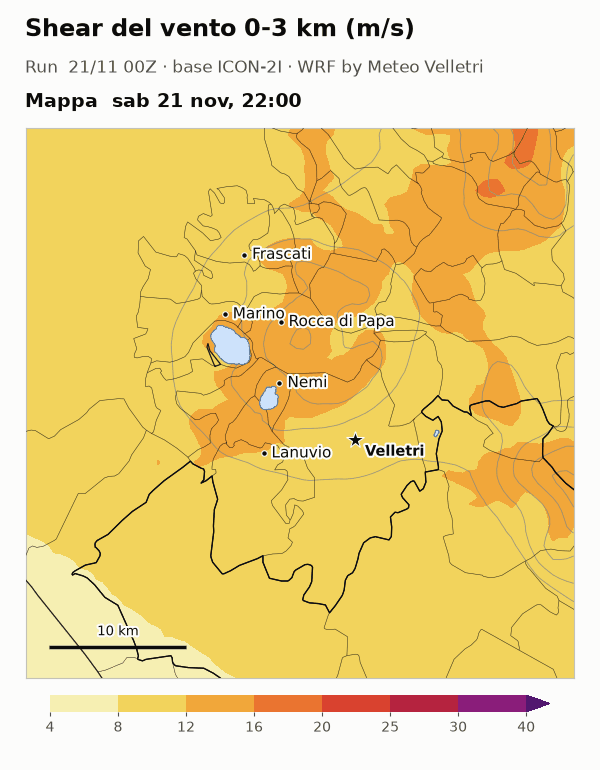 Shear del vento 0-3 km (m/s)
Run  21/11 00Z · base ICON-2I · WRF by Meteo Velletri
Mappa  sab 21 nov, 22:00
Frascati
Marino
Rocca di Papa
Nemi
Velletri
Lanuvio
10 km
4 8 12 16 20 25 30 40